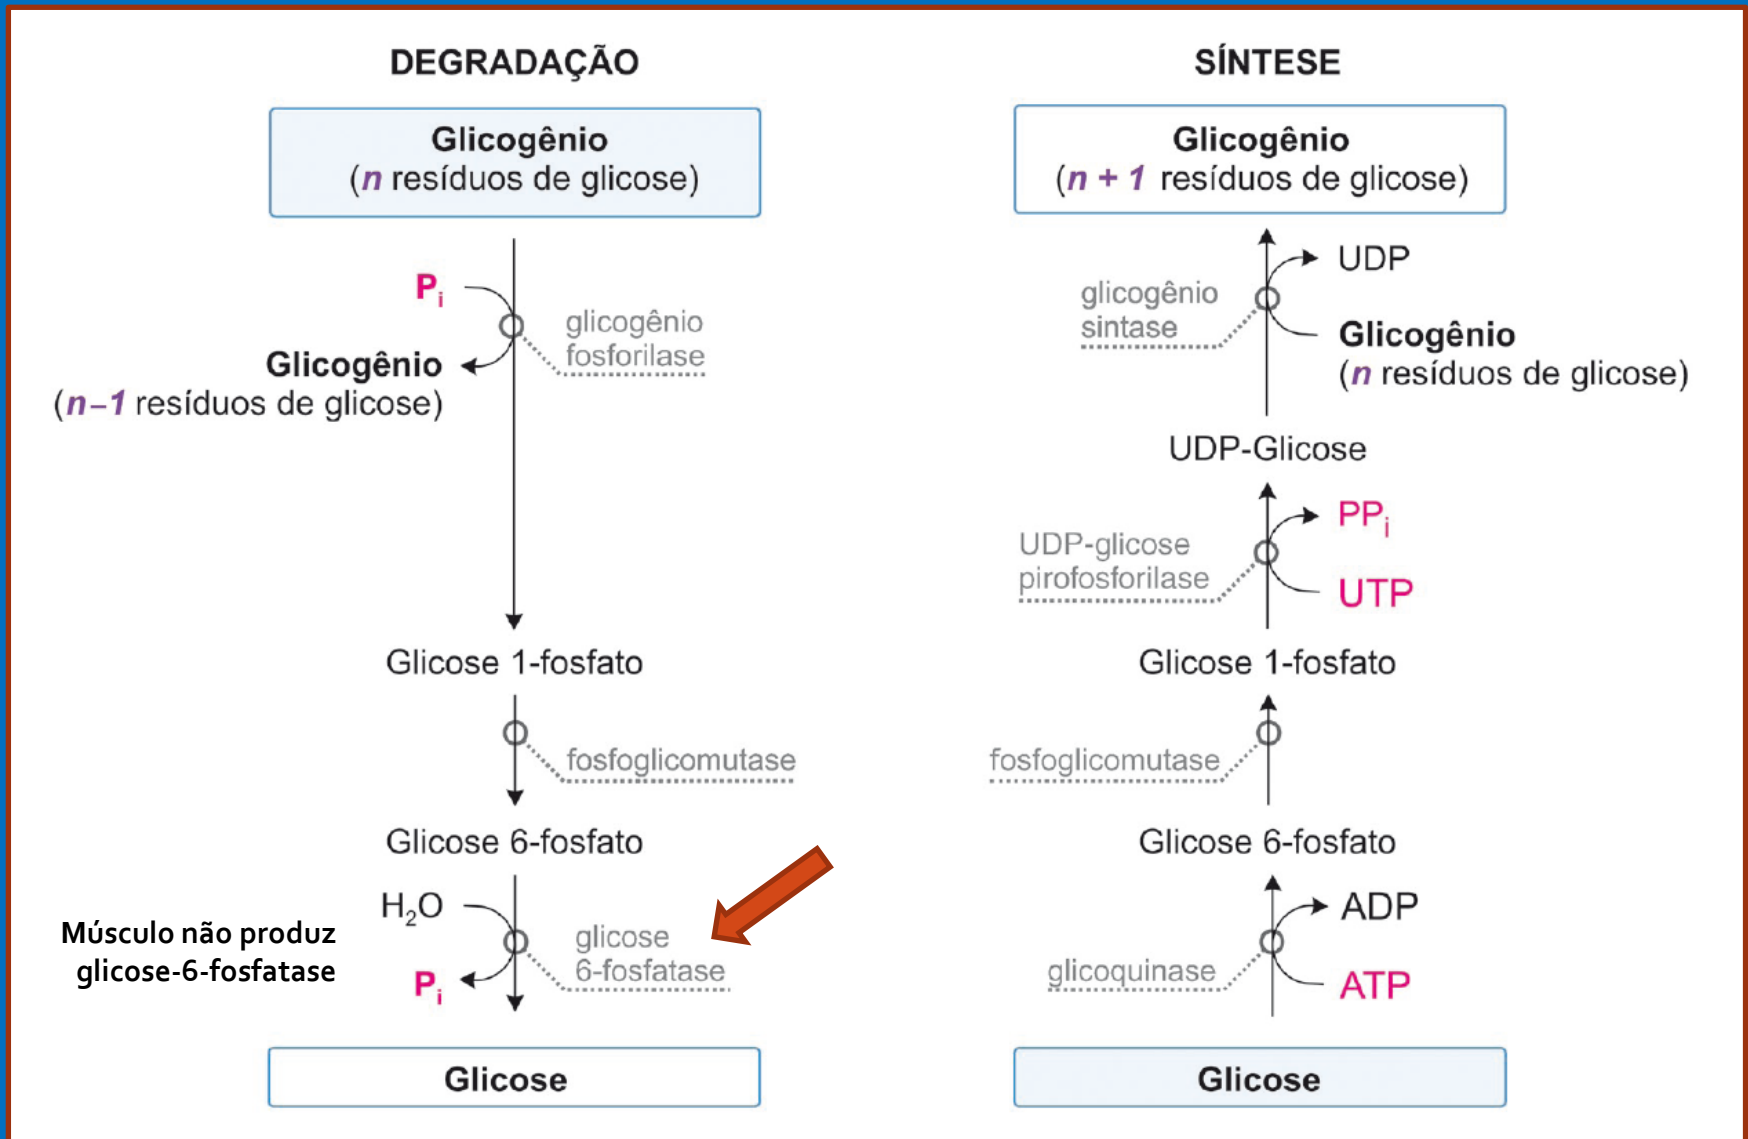 DEGRADAÇÃO
Glicogênio
(n resíduos de glicose)
Pi
glicogênio
fosforilase
Glicogênio
(n–1 resíduos de glicose)
Glicose 1-fosfato
fosfoglicomutase
Glicose 6-fosfato
H2O
Músculo não produz
glicose-6-fosfatase
glicose
6-fosfatase
Pi
Glicose
SÍNTESE
Glicogênio
(n + 1 resíduos de glicose)
UDP
glicogênio
sintase
Glicogênio
(n resíduos de glicose)
UDP-Glicose
PPi
UDP-glicose
pirofosforilase
UTP
Glicose 1-fosfato
fosfoglicomutase
Glicose 6-fosfato
ADP
glicoquinase
ATP
Glicose